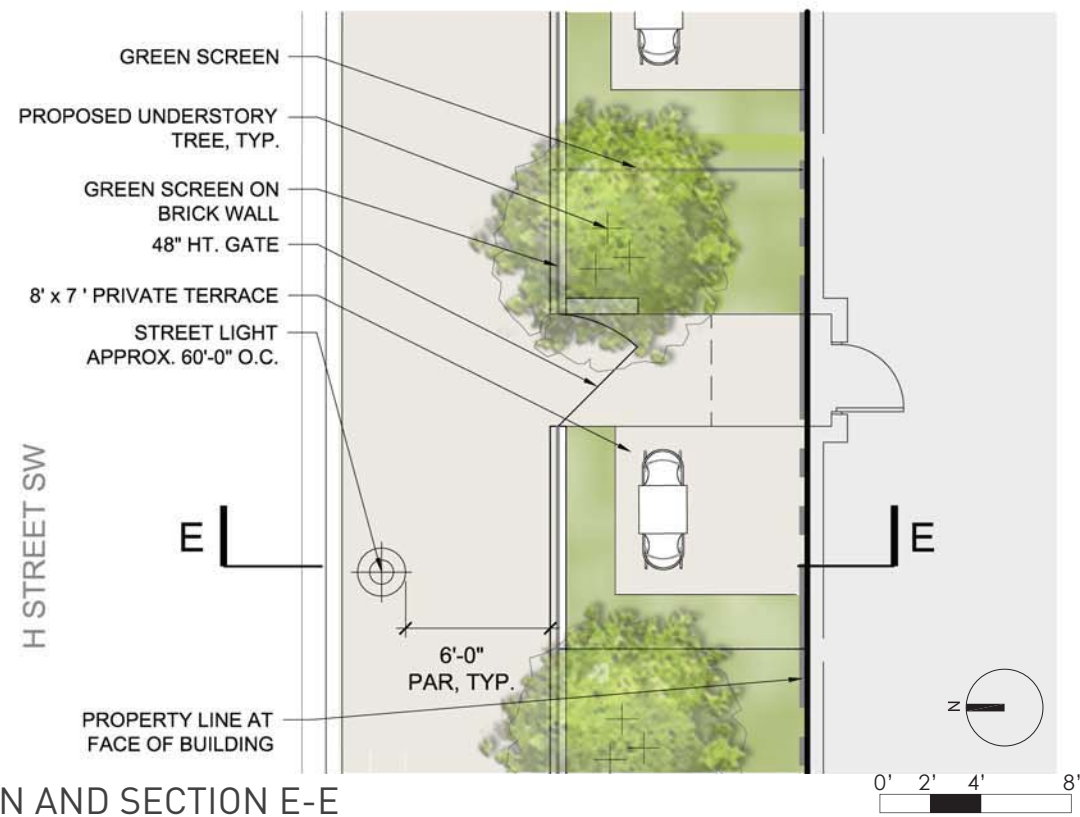 GREEN SCREEN
PROPOSED UNDERSTORY
TREE, TYP.
GREEN SCREEN ON
BRICK WALL
48" HT. GATE
8' x 7 ' PRIVATE TERRACE
STREET LIGHT
APPROX. 60'-0" O.C.
H STREET SW
E
E
6'-0"
PAR, TYP.
PROPERTY LINE AT
FACE OF BUILDING
N
0' 2' 4' 8'
N AND SECTION E-E